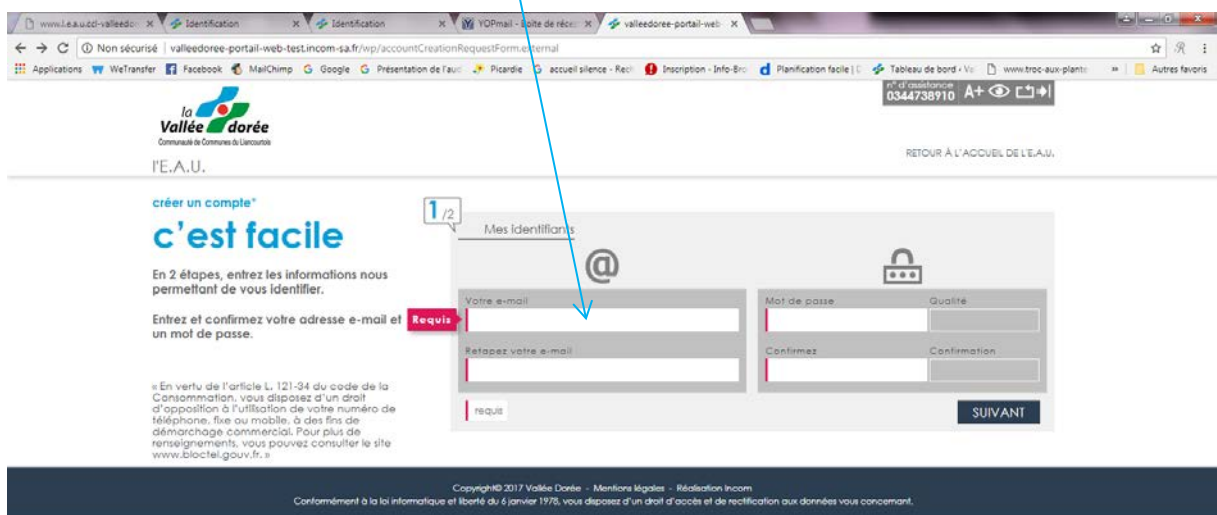 www.l.e.a.u.ccl-valleedor
Identification
Identification
YOPmail - Boîte de réce
valleedoree-portail-web
Non sécurisé | valleedoree-portail-web-test.incom-sa.fr/wp/accountCreationRequestForm.external
Applications WeTransfer Facebook MailChimp Google Présentation de l'au Picardie accueil silence - Rech Inscription - Info-Bro Planification facile | Tableau de bord ‹ Va www.troc-aux-plante » Autres favoris
n° d'assistance
0344738910 A+
la
Vallée dorée
Communauté de Communes du Liancourtois
l'E.A.U.
RETOUR À L'ACCUEIL DE L'E.A.U.
créer un compte*
c'est facile
En 2 étapes, entrez les informations nous
permettant de vous identifier.
Entrez et confirmez votre adresse e-mail et
un mot de passe.
« En vertu de l'article L. 121-34 du code de la
Consommation, vous disposez d'un droit
d'opposition à l'utilisation de votre numéro de
téléphone, fixe ou mobile, à des fins de
démarchage commercial. Pour plus de
renseignements, vous pouvez consulter le site
www.bloctel.gouv.fr. »
1/2
Mes identifiants
@
Votre e-mail
Requis
Retapez votre e-mail
Mot de passe Qualité
Confirmez Confirmation
requis
SUIVANT
Copyright© 2017 Vallée Dorée - Mentions légales - Réalisation Incom
Conformément à la loi informatique et liberté du 6 janvier 1978, vous disposez d'un droit d'accès et de rectification aux données vous concernant.